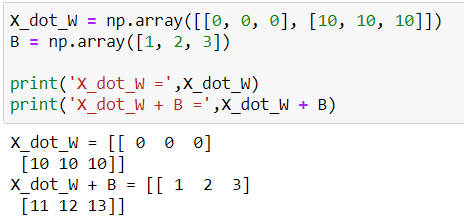 X_dot_W = np.array([[0, 0, 0], [10, 10, 10]])
B = np.array([1, 2, 3])
print('X_dot_W =',X_dot_W)
print('X_dot_W + B =',X_dot_W + B)
X_dot_W = [[ 0  0  0]
 [10 10 10]]
X_dot_W + B = [[ 1  2  3]
 [11 12 13]]